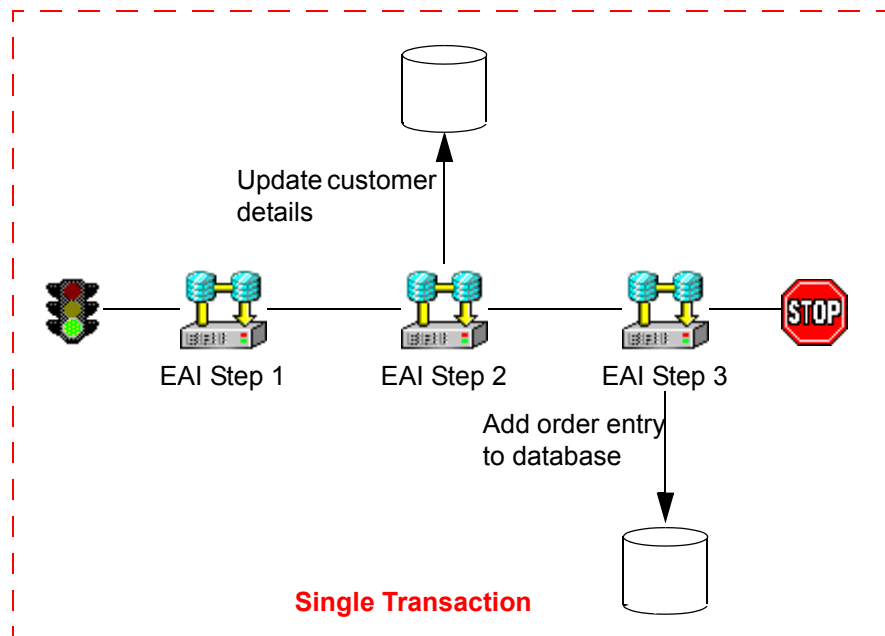 Update customer
details
STOP
EAI Step 1
EAI Step 2
EAI Step 3
Add order entry
to database
Single Transaction